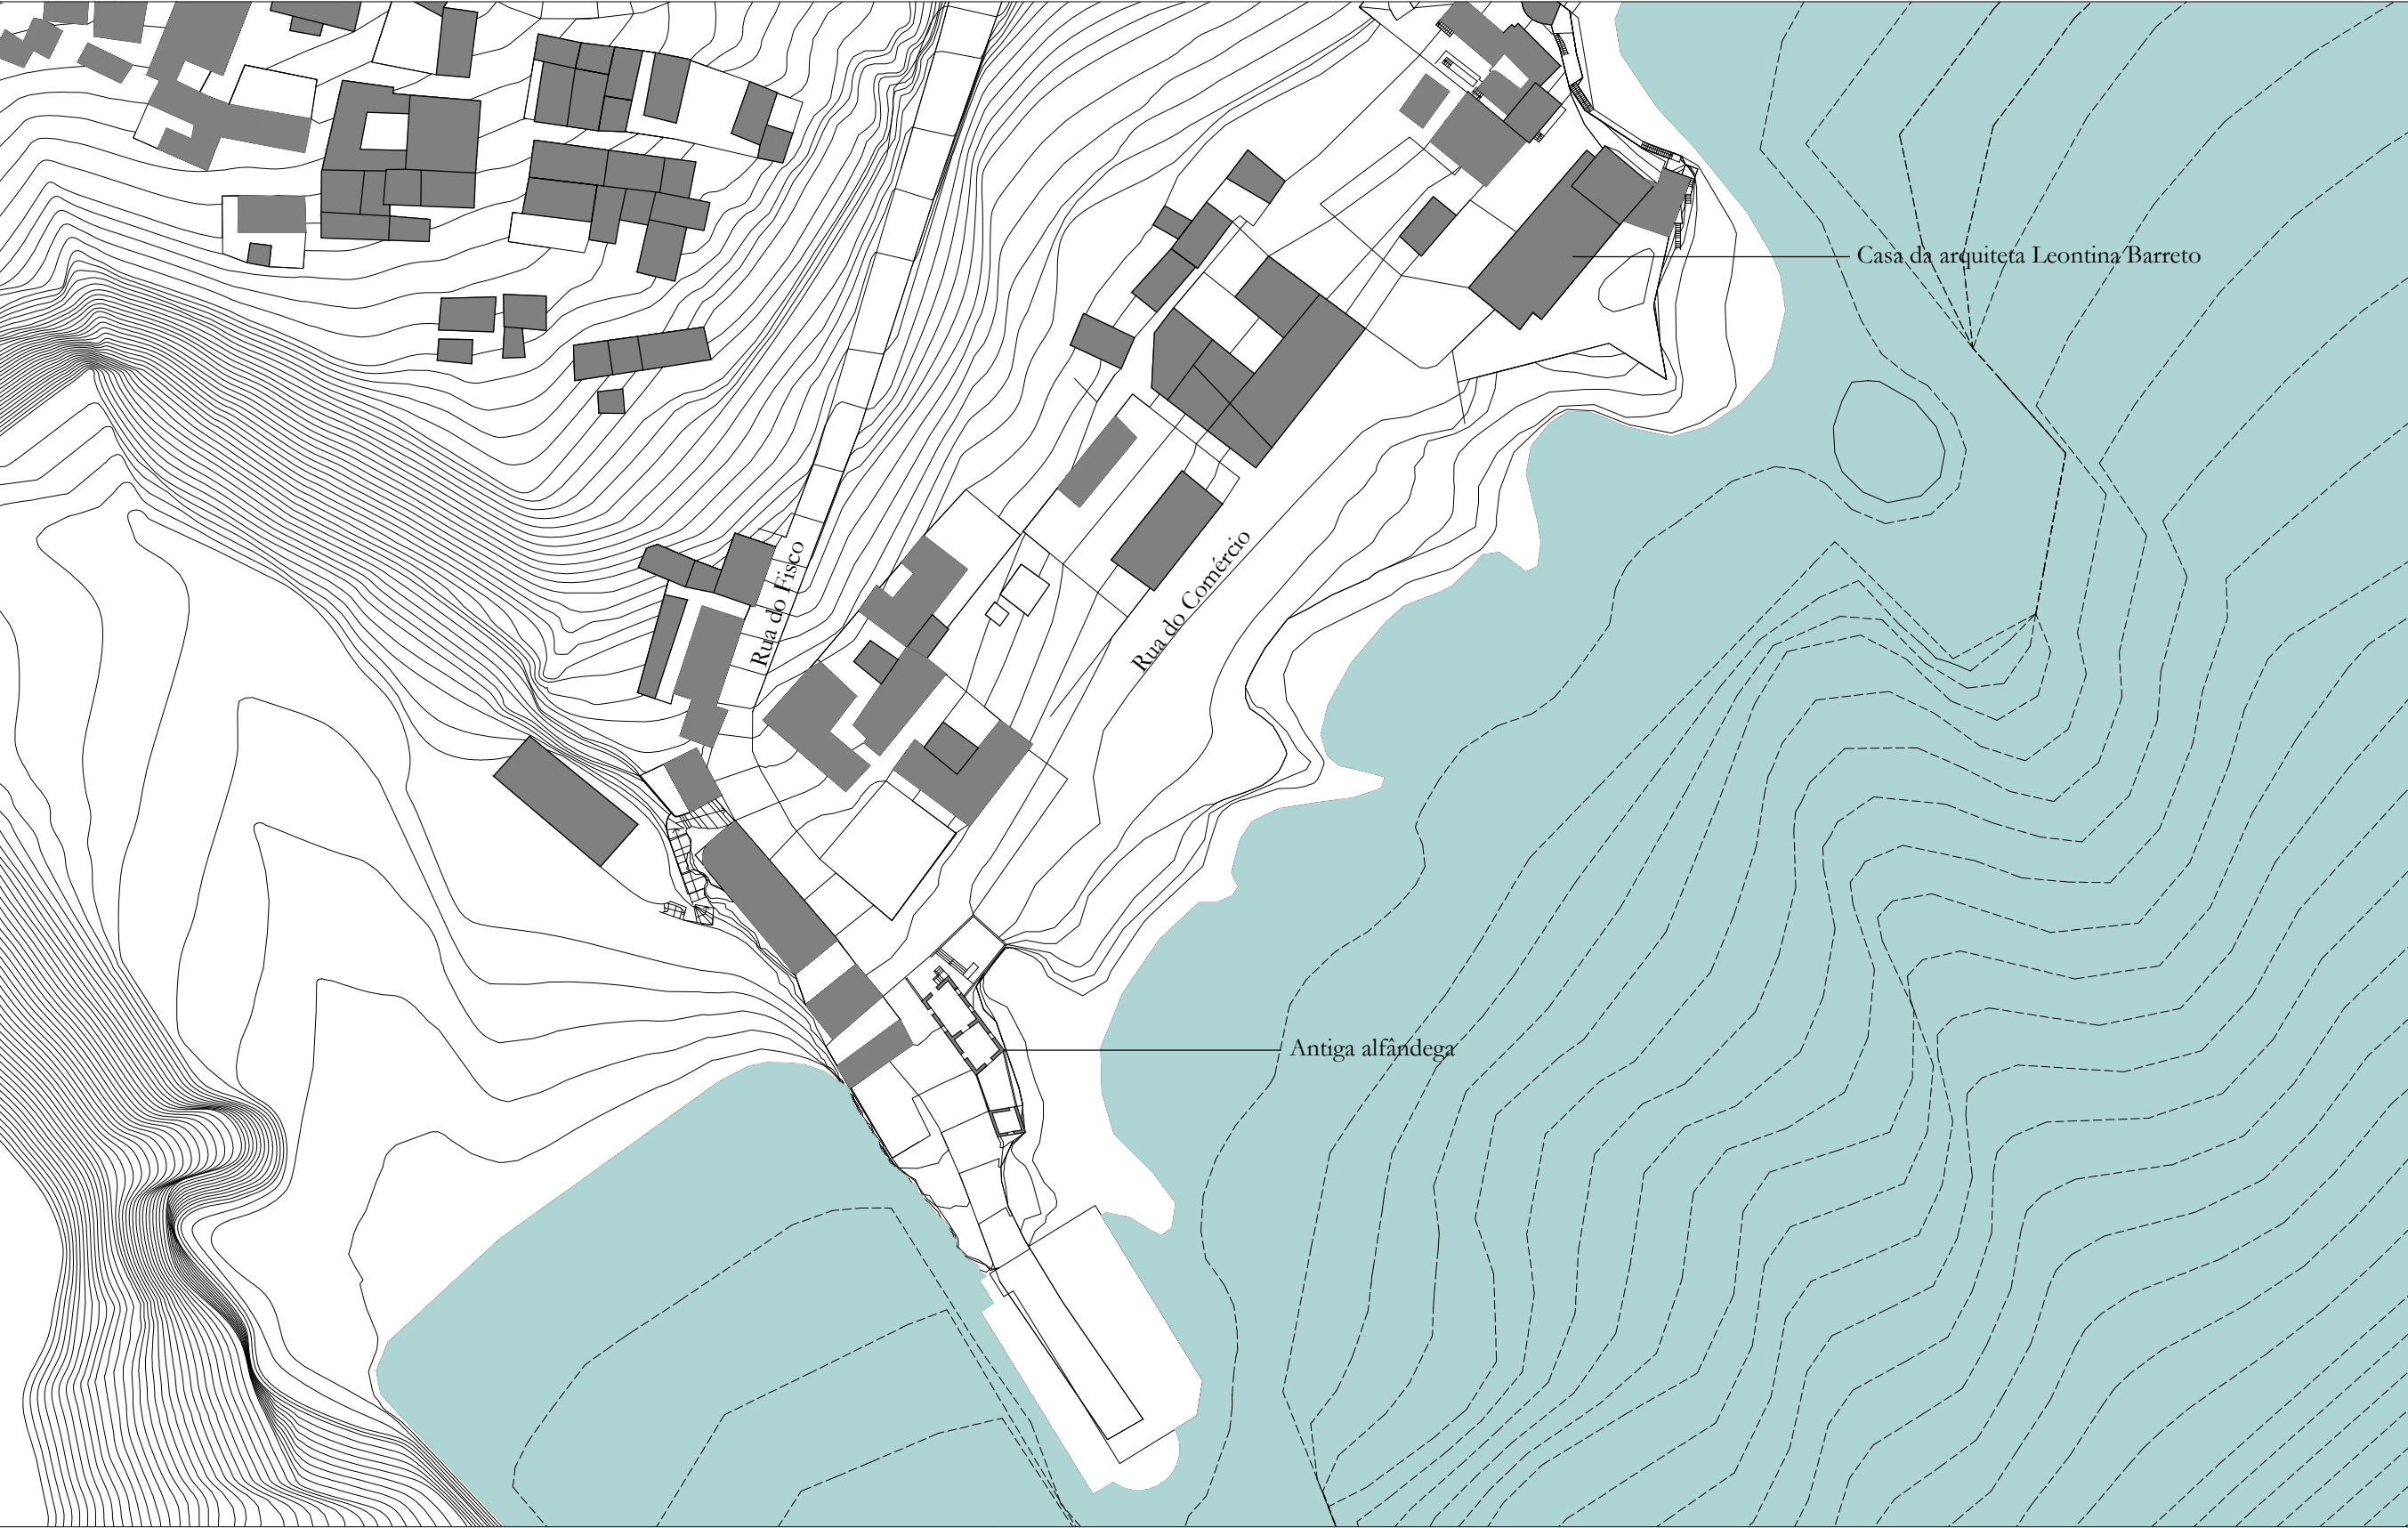 Casa da arquiteta Leontina Barreto
Rua do Fisco
Rua do Comércio
Antiga alfândega